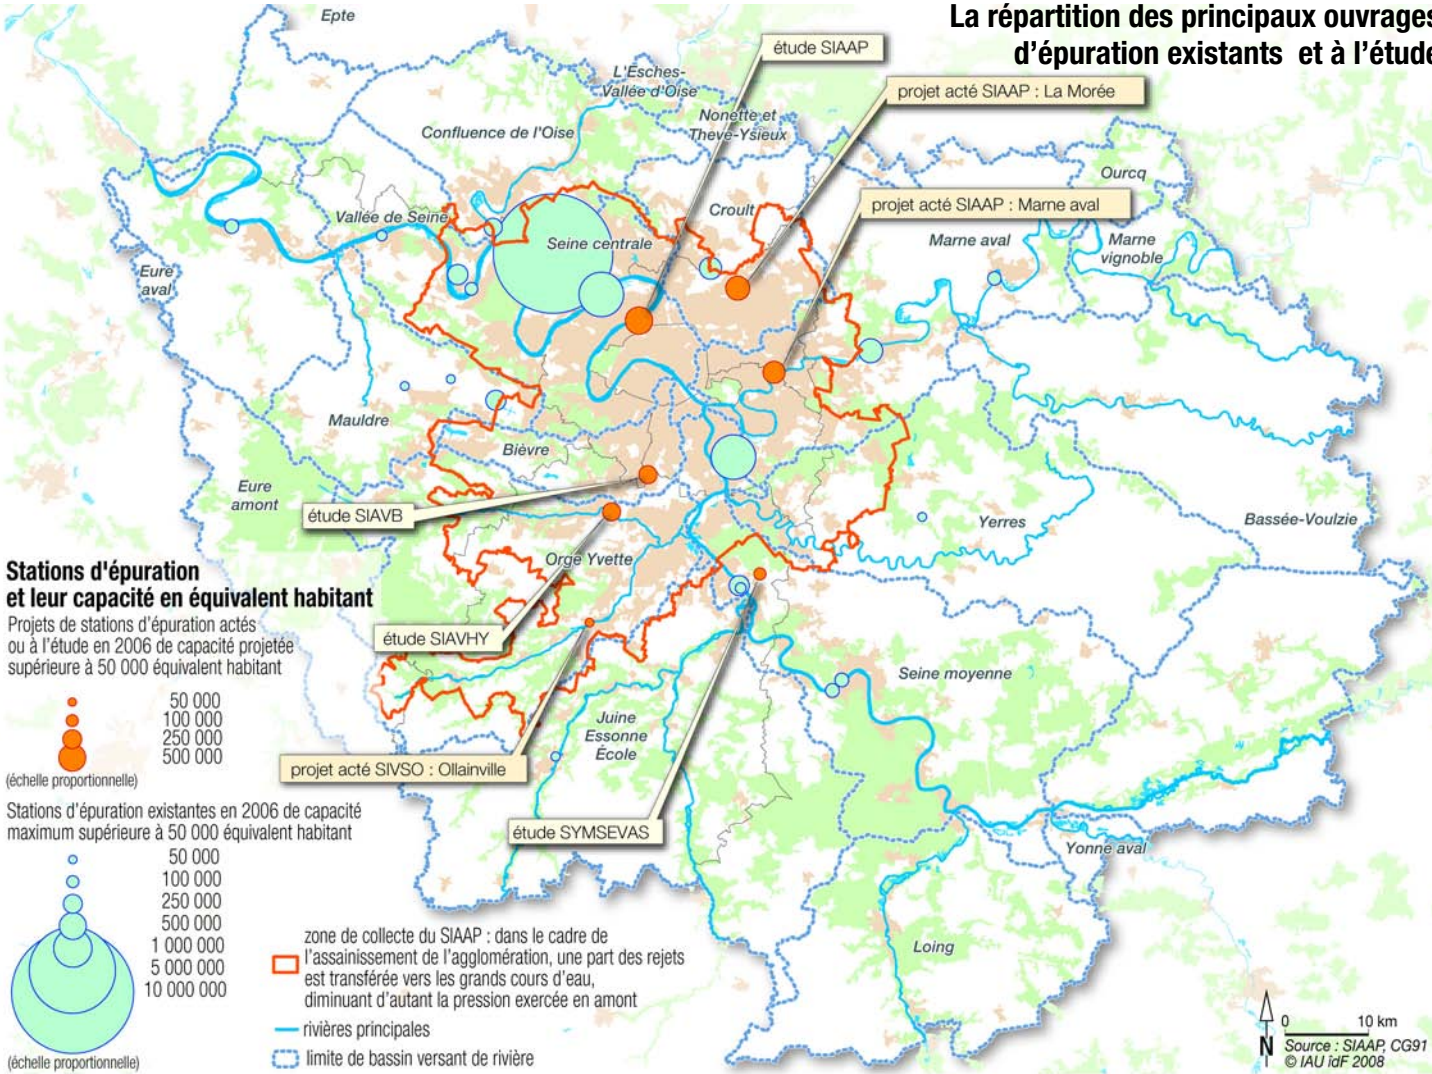 La répartition des principaux ouvrages
d'épuration existants et à l'étude
Epte
étude SIAAP
L'Esches-
Vallée d'Oise
projet acté SIAAP : La Morée
Nonette et
Thève-Ysieux
Confluence de l'Oise
Ourcq
projet acté SIAAP : Marne aval
Croult
Vallée de Seine
Seine centrale
Marne aval
Marne
vignoble
Eure
aval
Mauldre
Bièvre
Eure
amont
étude SIAVB
Yerres
Bassée-Voulzie
Orge Yvette
étude SIAVHY
Seine moyenne
Juine
Essonne
École
projet acté SIVSO : Ollainville
étude SYMSEVAS
Yonne aval
Loing
Stations d'épuration
et leur capacité en équivalent habitant
Projets de stations d'épuration actés
ou à l'étude en 2006 de capacité projetée
supérieure à 50 000 équivalent habitant
50 000
100 000
250 000
500 000
(échelle proportionnelle)
Stations d'épuration existantes en 2006 de capacité
maximum supérieure à 50 000 équivalent habitant
50 000
100 000
250 000
500 000
1 000 000
5 000 000
10 000 000
(échelle proportionnelle)
zone de collecte du SIAAP : dans le cadre de
l'assainissement de l'agglomération, une part des rejets
est transférée vers les grands cours d'eau,
diminuant d'autant la pression exercée en amont
rivières principales
limite de bassin versant de rivière
N
0 10 km
Source : SIAAP, CG91
© IAU îdF 2008